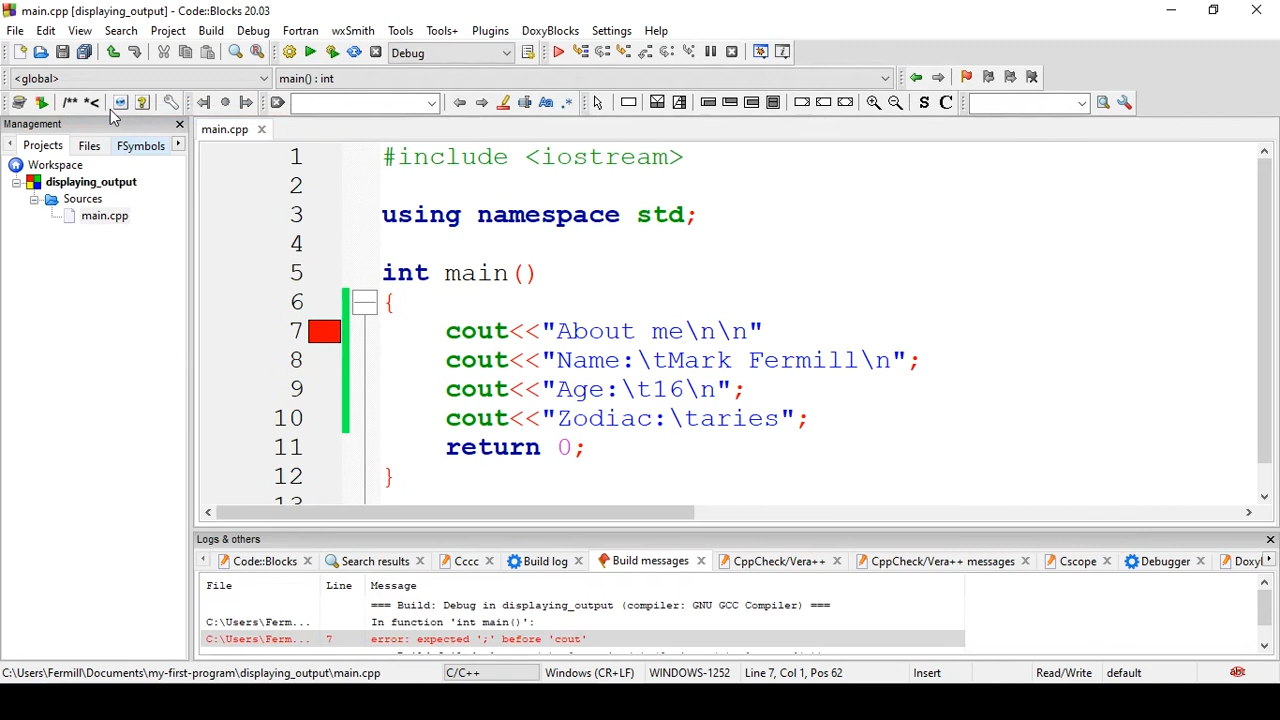 main.cpp [displaying_output] - Code::Blocks 20.03
File Edit View Search Project Build Debug Fortran wxSmith Tools Tools+ Plugins DoxyBlocks Settings Help
Debug
<global> main() : int
/** *< .* S C
Management
Projects Files FSymbols
Workspace
displaying_output
Sources
main.cpp
main.cpp
1 #include <iostream>
2
3 using namespace std;
4
5 int main()
6 {
7 cout<<"About me\n\n"
8 cout<<"Name:\tMark Fermill\n";
9 cout<<"Age:\t16\n";
10 cout<<"Zodiac:\taries";
11 return 0;
12 }
13
Logs & others
Code::Blocks Search results Cccc Build log Build messages CppCheck/Vera++ CppCheck/Vera++ messages Cscope Debugger Doxyl
File Line Message
=== Build: Debug in displaying_output (compiler: GNU GCC Compiler) ===
C:\Users\Ferm... In function 'int main()':
C:\Users\Ferm... 7 error: expected ';' before 'cout'
C:\Users\Fermill\Documents\my-first-program\displaying_output\main.cpp C/C++ Windows (CR+LF) WINDOWS-1252 Line 7, Col 1, Pos 62 Insert Read/Write default abc